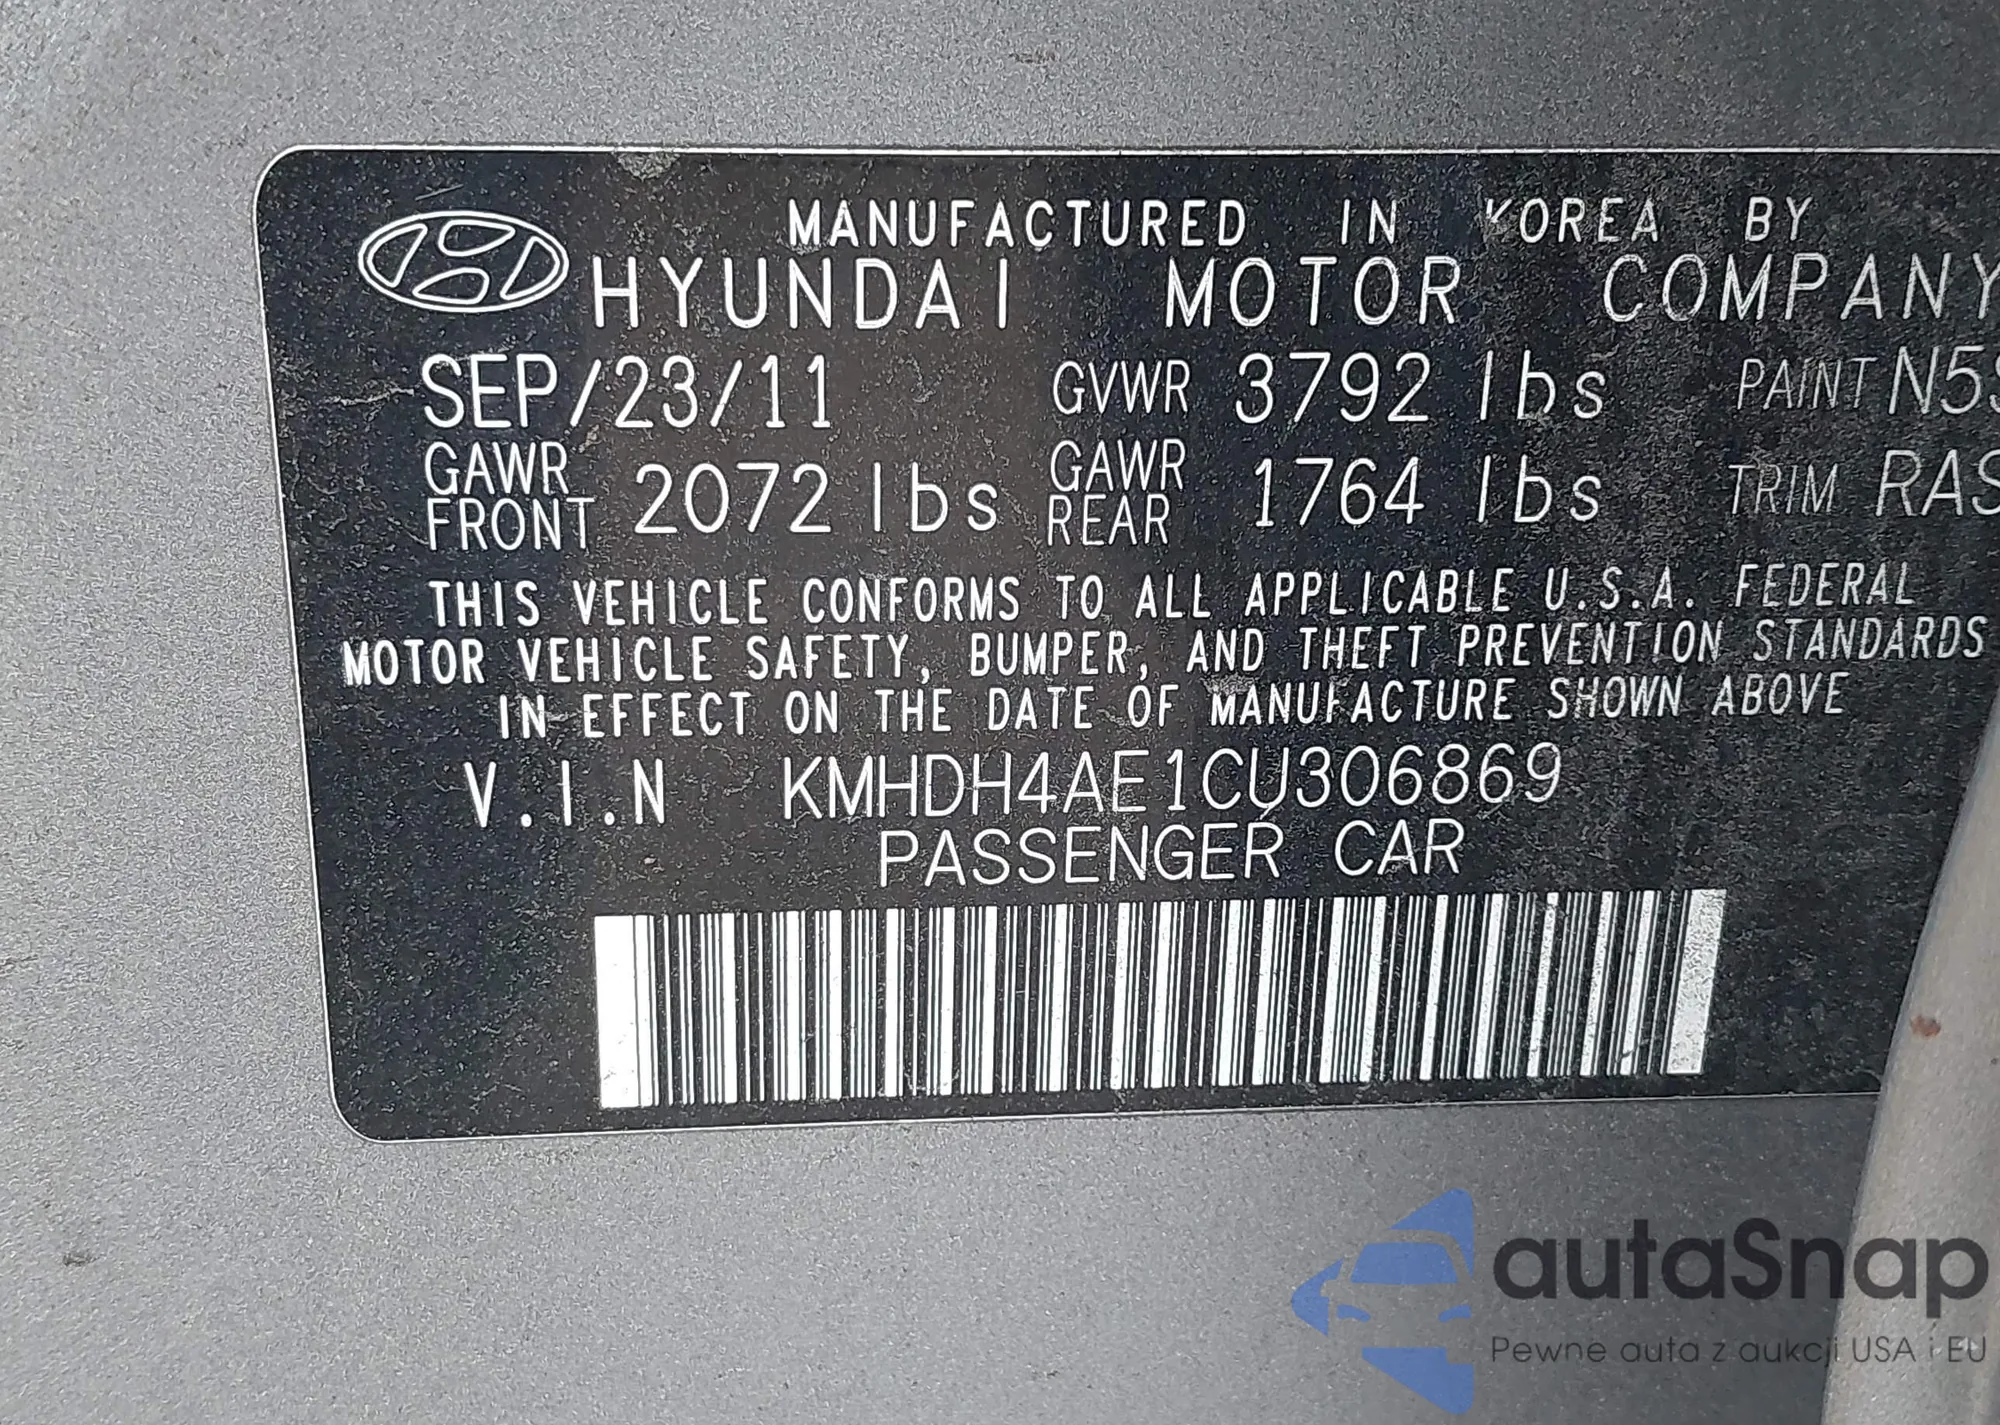 MANUFACTURED IN KOREA BY
HYUNDAI MOTOR COMPANY
SEP/23/11 GVWR 3792 lbs PAINT N5S
GAWR FRONT 2072 lbs GAWR REAR 1764 lbs TRIM RAS
THIS VEHICLE CONFORMS TO ALL APPLICABLE U.S.A. FEDERAL
MOTOR VEHICLE SAFETY, BUMPER, AND THEFT PREVENTION STANDARDS
IN EFFECT ON THE DATE OF MANUFACTURE SHOWN ABOVE
V.I.N KMHDH4AE1CU306869
PASSENGER CAR
autaSnap
Pewne auta z aukcji USA i EU